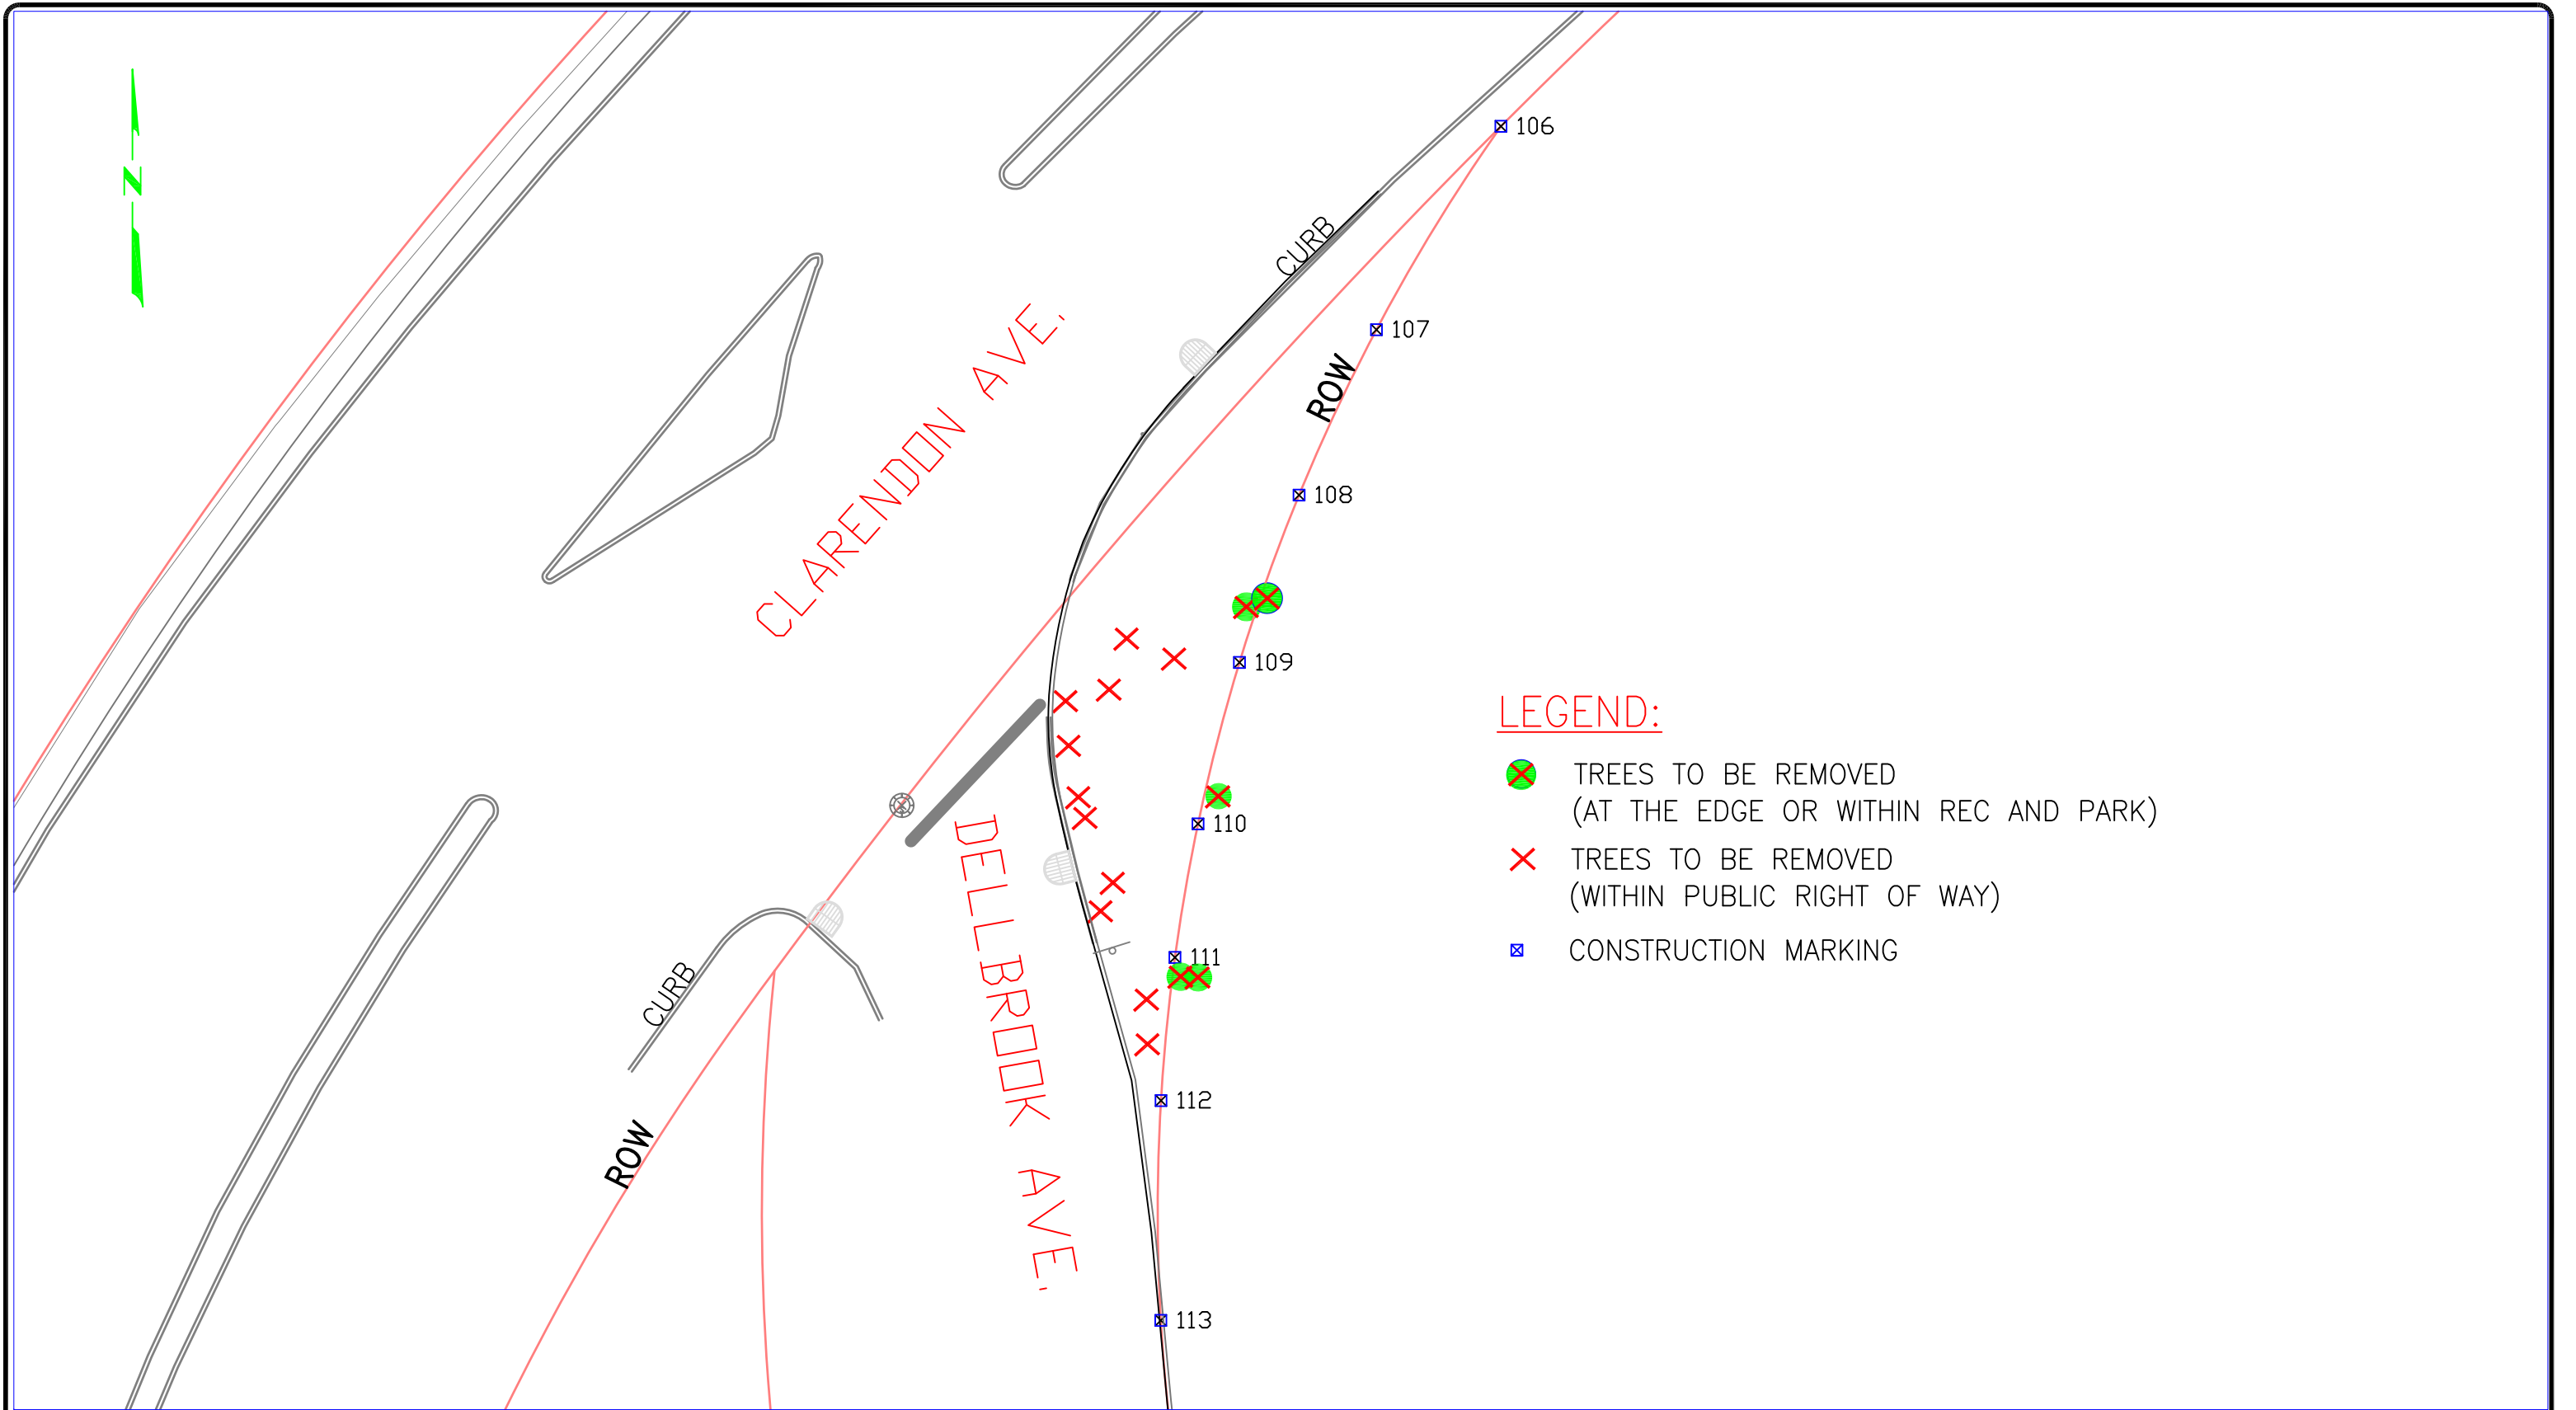 N
106
CURB
107
CLARENDON AVE.
ROW
108
109
LEGEND:
TREES TO BE REMOVED
(AT THE EDGE OR WITHIN REC AND PARK)
TREES TO BE REMOVED
(WITHIN PUBLIC RIGHT OF WAY)
CONSTRUCTION MARKING
110
DELLBROOK AVE.
111
CURB
112
ROW
113